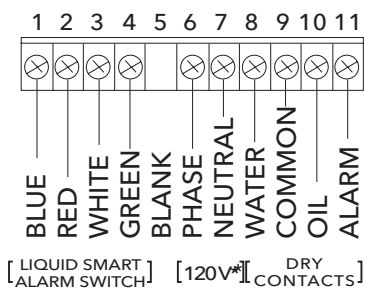 1 2 3 4 5 6 7 8 9 10 11
BLUE
RED
WHITE
GREEN
BLANK
PHASE
NEUTRAL
WATER
COMMON
OIL
ALARM
[LIQUID SMART
ALARM SWITCH]
[120V*]
[DRY
CONTACTS]